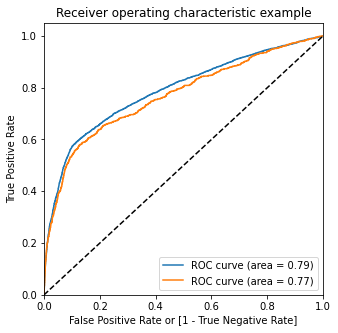 Receiver operating characteristic example
True Positive Rate
1.0
0.8
0.6
0.4
0.2
0.0
ROC curve (area = 0.79)
ROC curve (area = 0.77)
0.0 0.2 0.4 0.6 0.8 1.0
False Positive Rate or [1 - True Negative Rate]